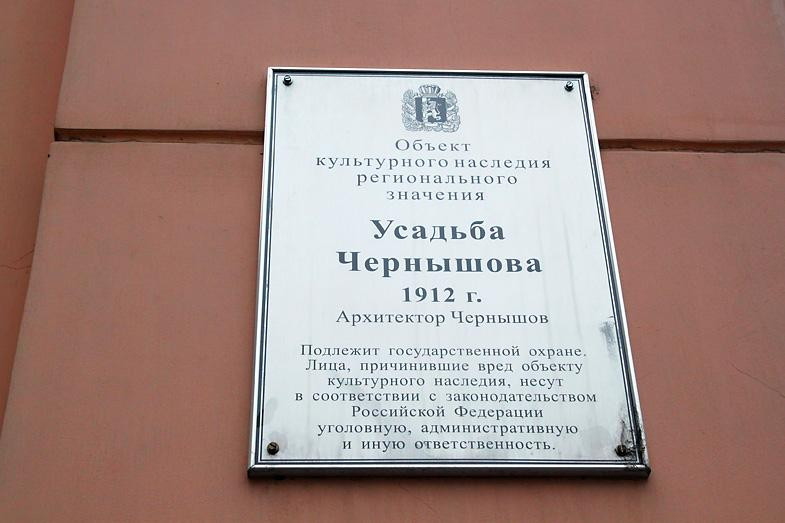 Объект
культурного наследия
регионального
значения
Усадьба
Чернышова
1912 г.
Архитектор Чернышов
Подлежит государственной охране.
Лица, причинившие вред объекту
культурного наследия, несут
в соответствии с законодательством
Российской Федерации
уголовную, административную
и иную ответственность.